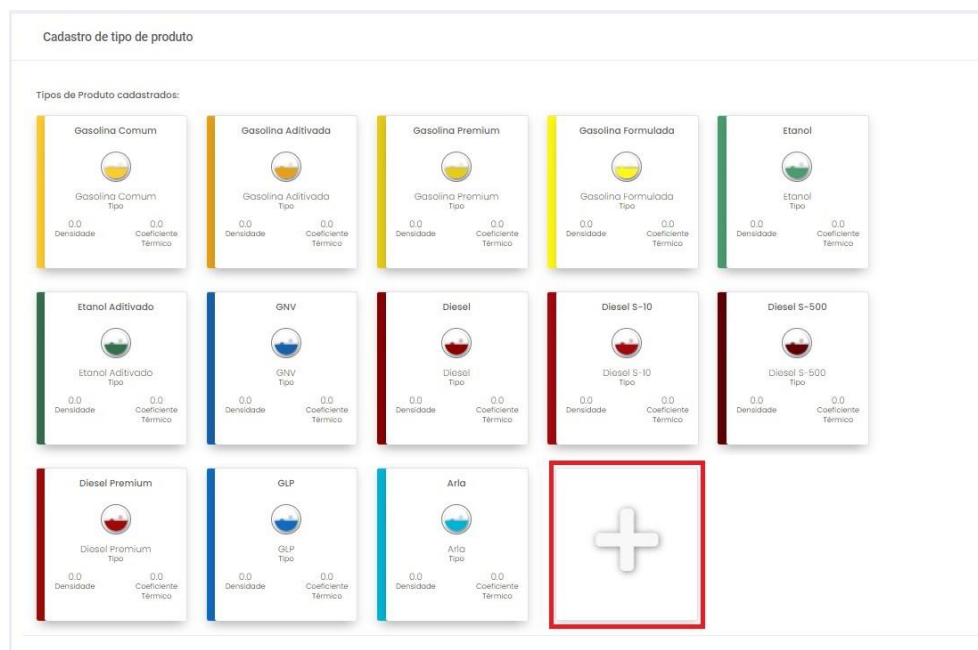 Cadastro de tipo de produto
Tipos de Produto cadastrados:
Gasolina Comum
Gasolina Comum
Tipo
0.0 0.0
Densidade Coeficiente
Térmico
Gasolina Aditivada
Gasolina Aditivada
Tipo
0.0 0.0
Densidade Coeficiente
Térmico
Gasolina Premium
Gasolina Premium
Tipo
0.0 0.0
Densidade Coeficiente
Térmico
Gasolina Formulada
Gasolina Formulada
Tipo
0.0 0.0
Densidade Coeficiente
Térmico
Etanol
Etanol
Tipo
0.0 0.0
Densidade Coeficiente
Térmico
Etanol Aditivado
Etanol Aditivado
Tipo
0.0 0.0
Densidade Coeficiente
Térmico
GNV
GNV
Tipo
0.0 0.0
Densidade Coeficiente
Térmico
Diesel
Diesel
Tipo
0.0 0.0
Densidade Coeficiente
Térmico
Diesel S-10
Diesel S-10
Tipo
0.0 0.0
Densidade Coeficiente
Térmico
Diesel S-500
Diesel S-500
Tipo
0.0 0.0
Densidade Coeficiente
Térmico
Diesel Premium
Diesel Premium
Tipo
0.0 0.0
Densidade Coeficiente
Térmico
GLP
GLP
Tipo
0.0 0.0
Densidade Coeficiente
Térmico
Arla
Arla
Tipo
0.0 0.0
Densidade Coeficiente
Térmico